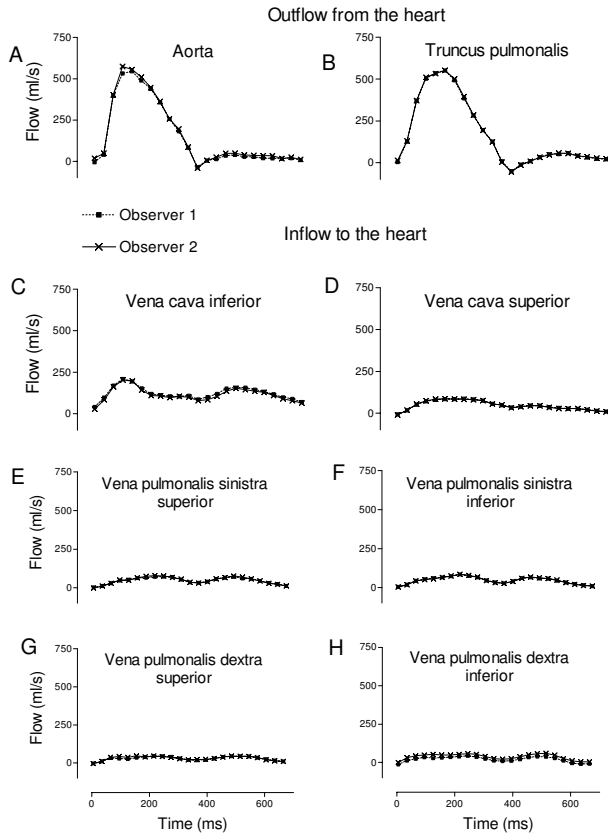 Outflow from the heart
A
Aorta
B
Truncus pulmonalis
Flow (ml/s)
750
500
250
0
750
500
250
0
Observer 1
Observer 2
Inflow to the heart
C
Vena cava inferior
D
Vena cava superior
Flow (ml/s)
750
500
250
0
750
500
250
0
E
Vena pulmonalis sinistra
superior
F
Vena pulmonalis sinistra
inferior
Flow (ml/s)
750
500
250
0
750
500
250
0
G
Vena pulmonalis dextra
superior
H
Vena pulmonalis dextra
inferior
Flow (ml/s)
750
500
250
0
750
500
250
0
0 200 400 600
0 200 400 600
Time (ms)
Time (ms)